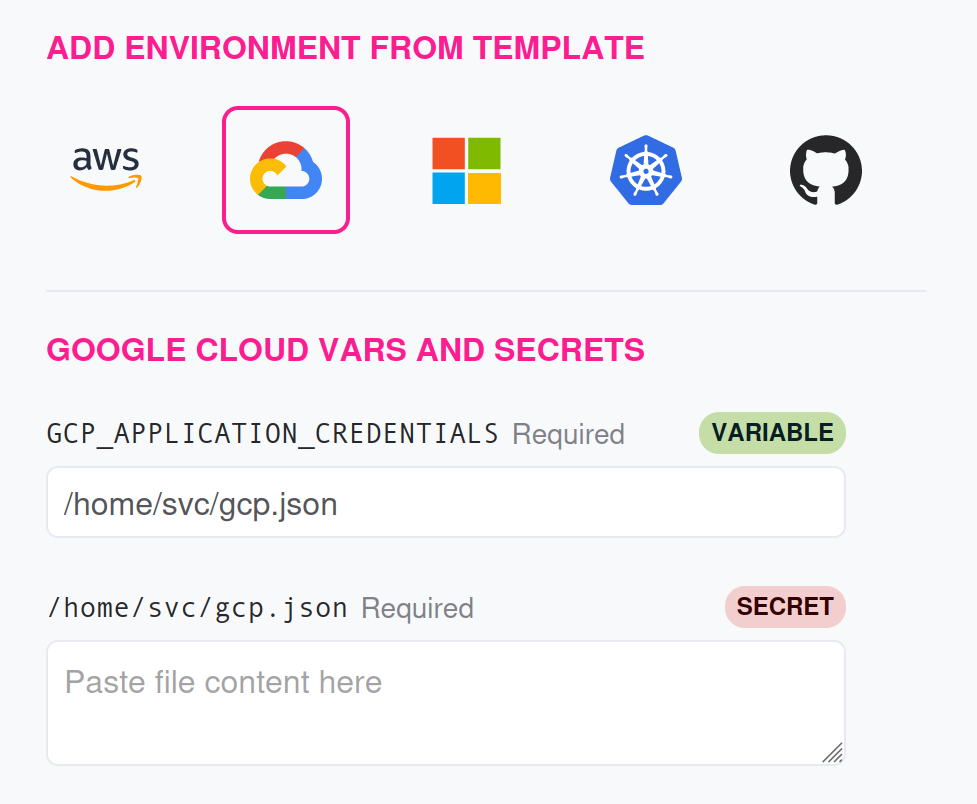 ADD ENVIRONMENT FROM TEMPLATE
aws
GOOGLE CLOUD VARS AND SECRETS
GCP_APPLICATION_CREDENTIALS Required VARIABLE
/home/svc/gcp.json
/home/svc/gcp.json Required SECRET
Paste file content here